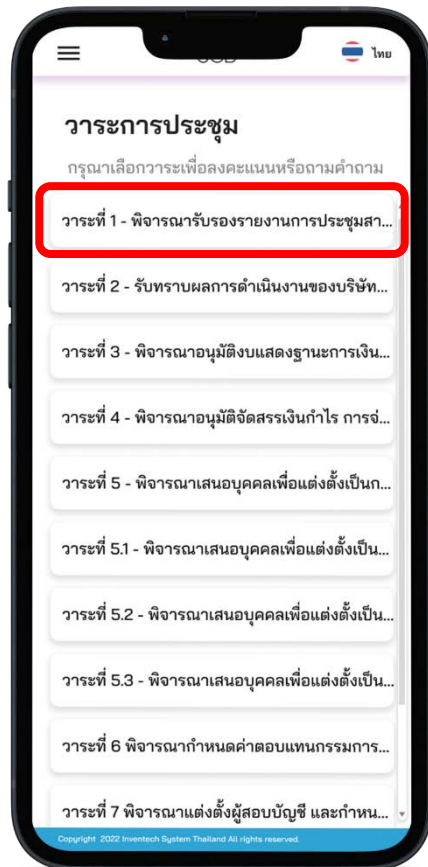 ไทย
วาระการประชุม
กรุณาเลือกวาระเพื่อลงคะแนนหรือถามคำถาม
วาระที่ 1 - พิจารณารับรองรายงานการประชุมสา...
วาระที่ 2 - รับทราบผลการดำเนินงานของบริษัท...
วาระที่ 3 - พิจารณาอนุมัติงบแสดงฐานะการเงิน...
วาระที่ 4 - พิจารณาอนุมัติจัดสรรเงินกำไร การจ่...
วาระที่ 5 - พิจารณาเสนอบุคคลเพื่อแต่งตั้งเป็นก...
วาระที่ 5.1 - พิจารณาเสนอบุคคลเพื่อแต่งตั้งเป็น...
วาระที่ 5.2 - พิจารณาเสนอบุคคลเพื่อแต่งตั้งเป็น...
วาระที่ 5.3 - พิจารณาเสนอบุคคลเพื่อแต่งตั้งเป็น...
วาระที่ 6 พิจารณากำหนดค่าตอบแทนกรรมการ...
วาระที่ 7 พิจารณาแต่งตั้งผู้สอบบัญชี และกำหน...
Copyright 2022 Inventech System Thailand All rights reserved.